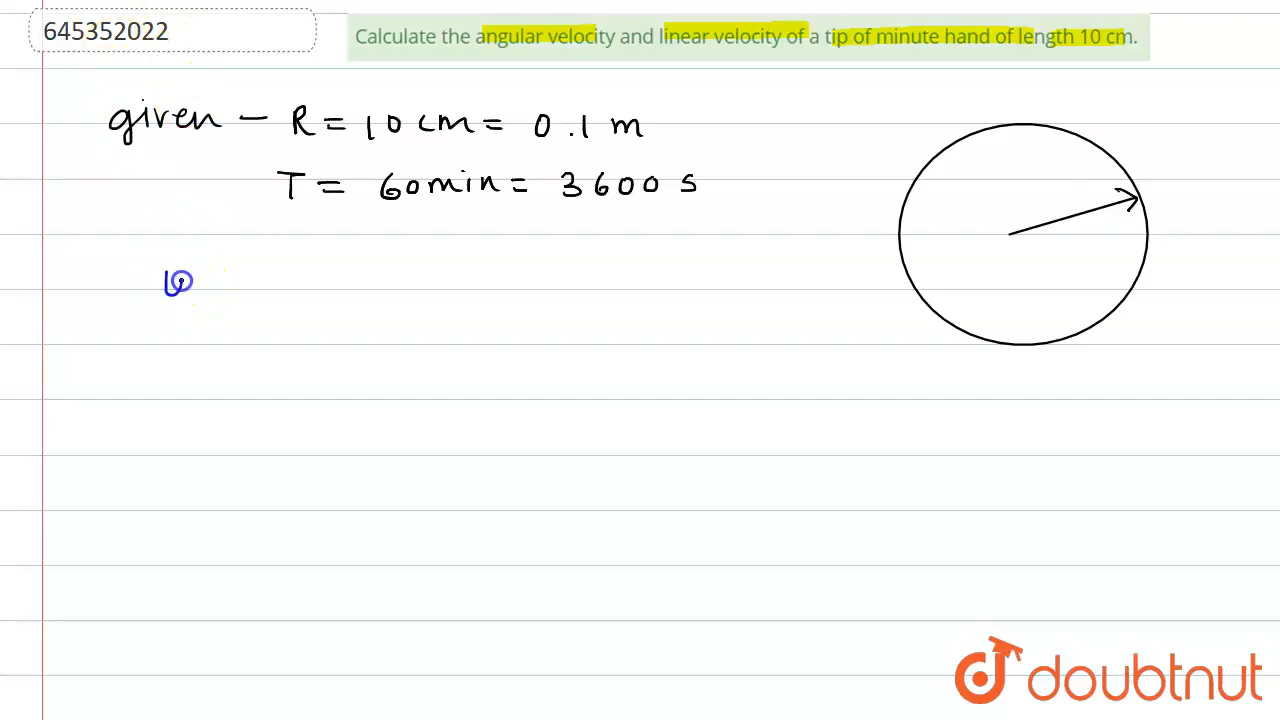 645352022
Calculate the angular velocity and linear velocity of a tip of minute hand of length 10 cm.
given - R = 10 cm = 0.1 m
T = 60min = 3600 s
doubtnut